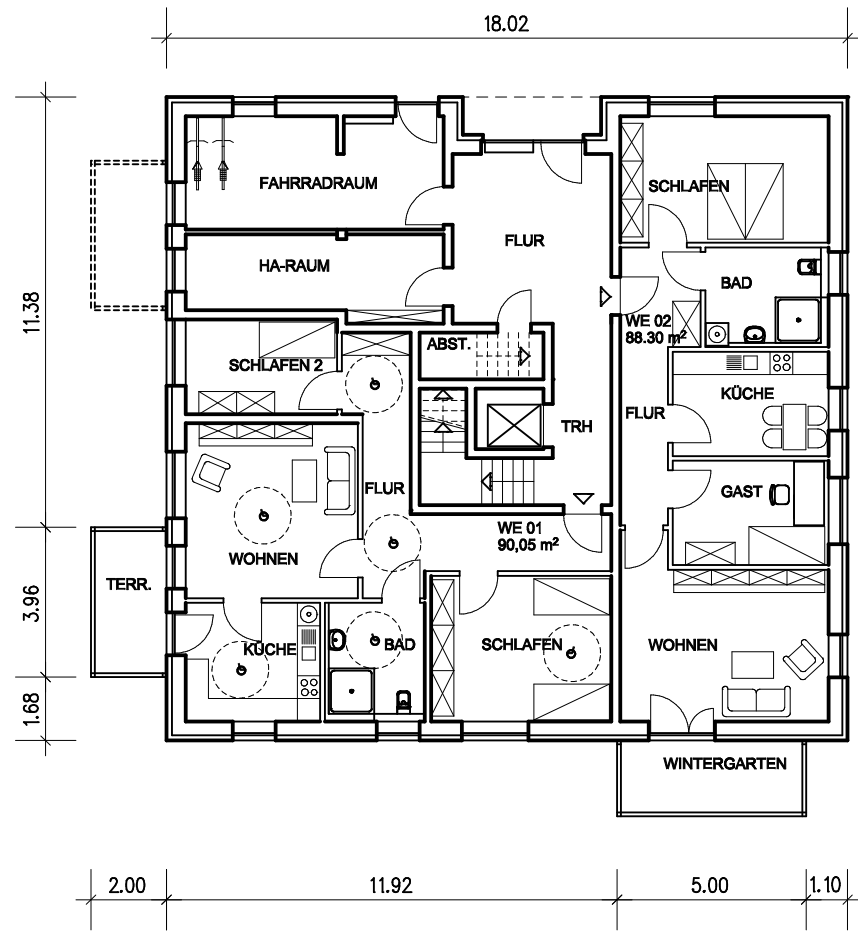 18.02
FAHRRADRAUM
SCHLAFEN
FLUR
HA-RAUM
BAD
11.38
WE 02
88.30 m²
ABST.
SCHLAFEN 2
KÜCHE
FLUR
TRH
FLUR
GAST
WE 01
90,05 m²
WOHNEN
TERR.
3.96
KÜCHE
BAD
SCHLAFEN
WOHNEN
1.68
WINTERGARTEN
2.00
11.92
5.00
1.10